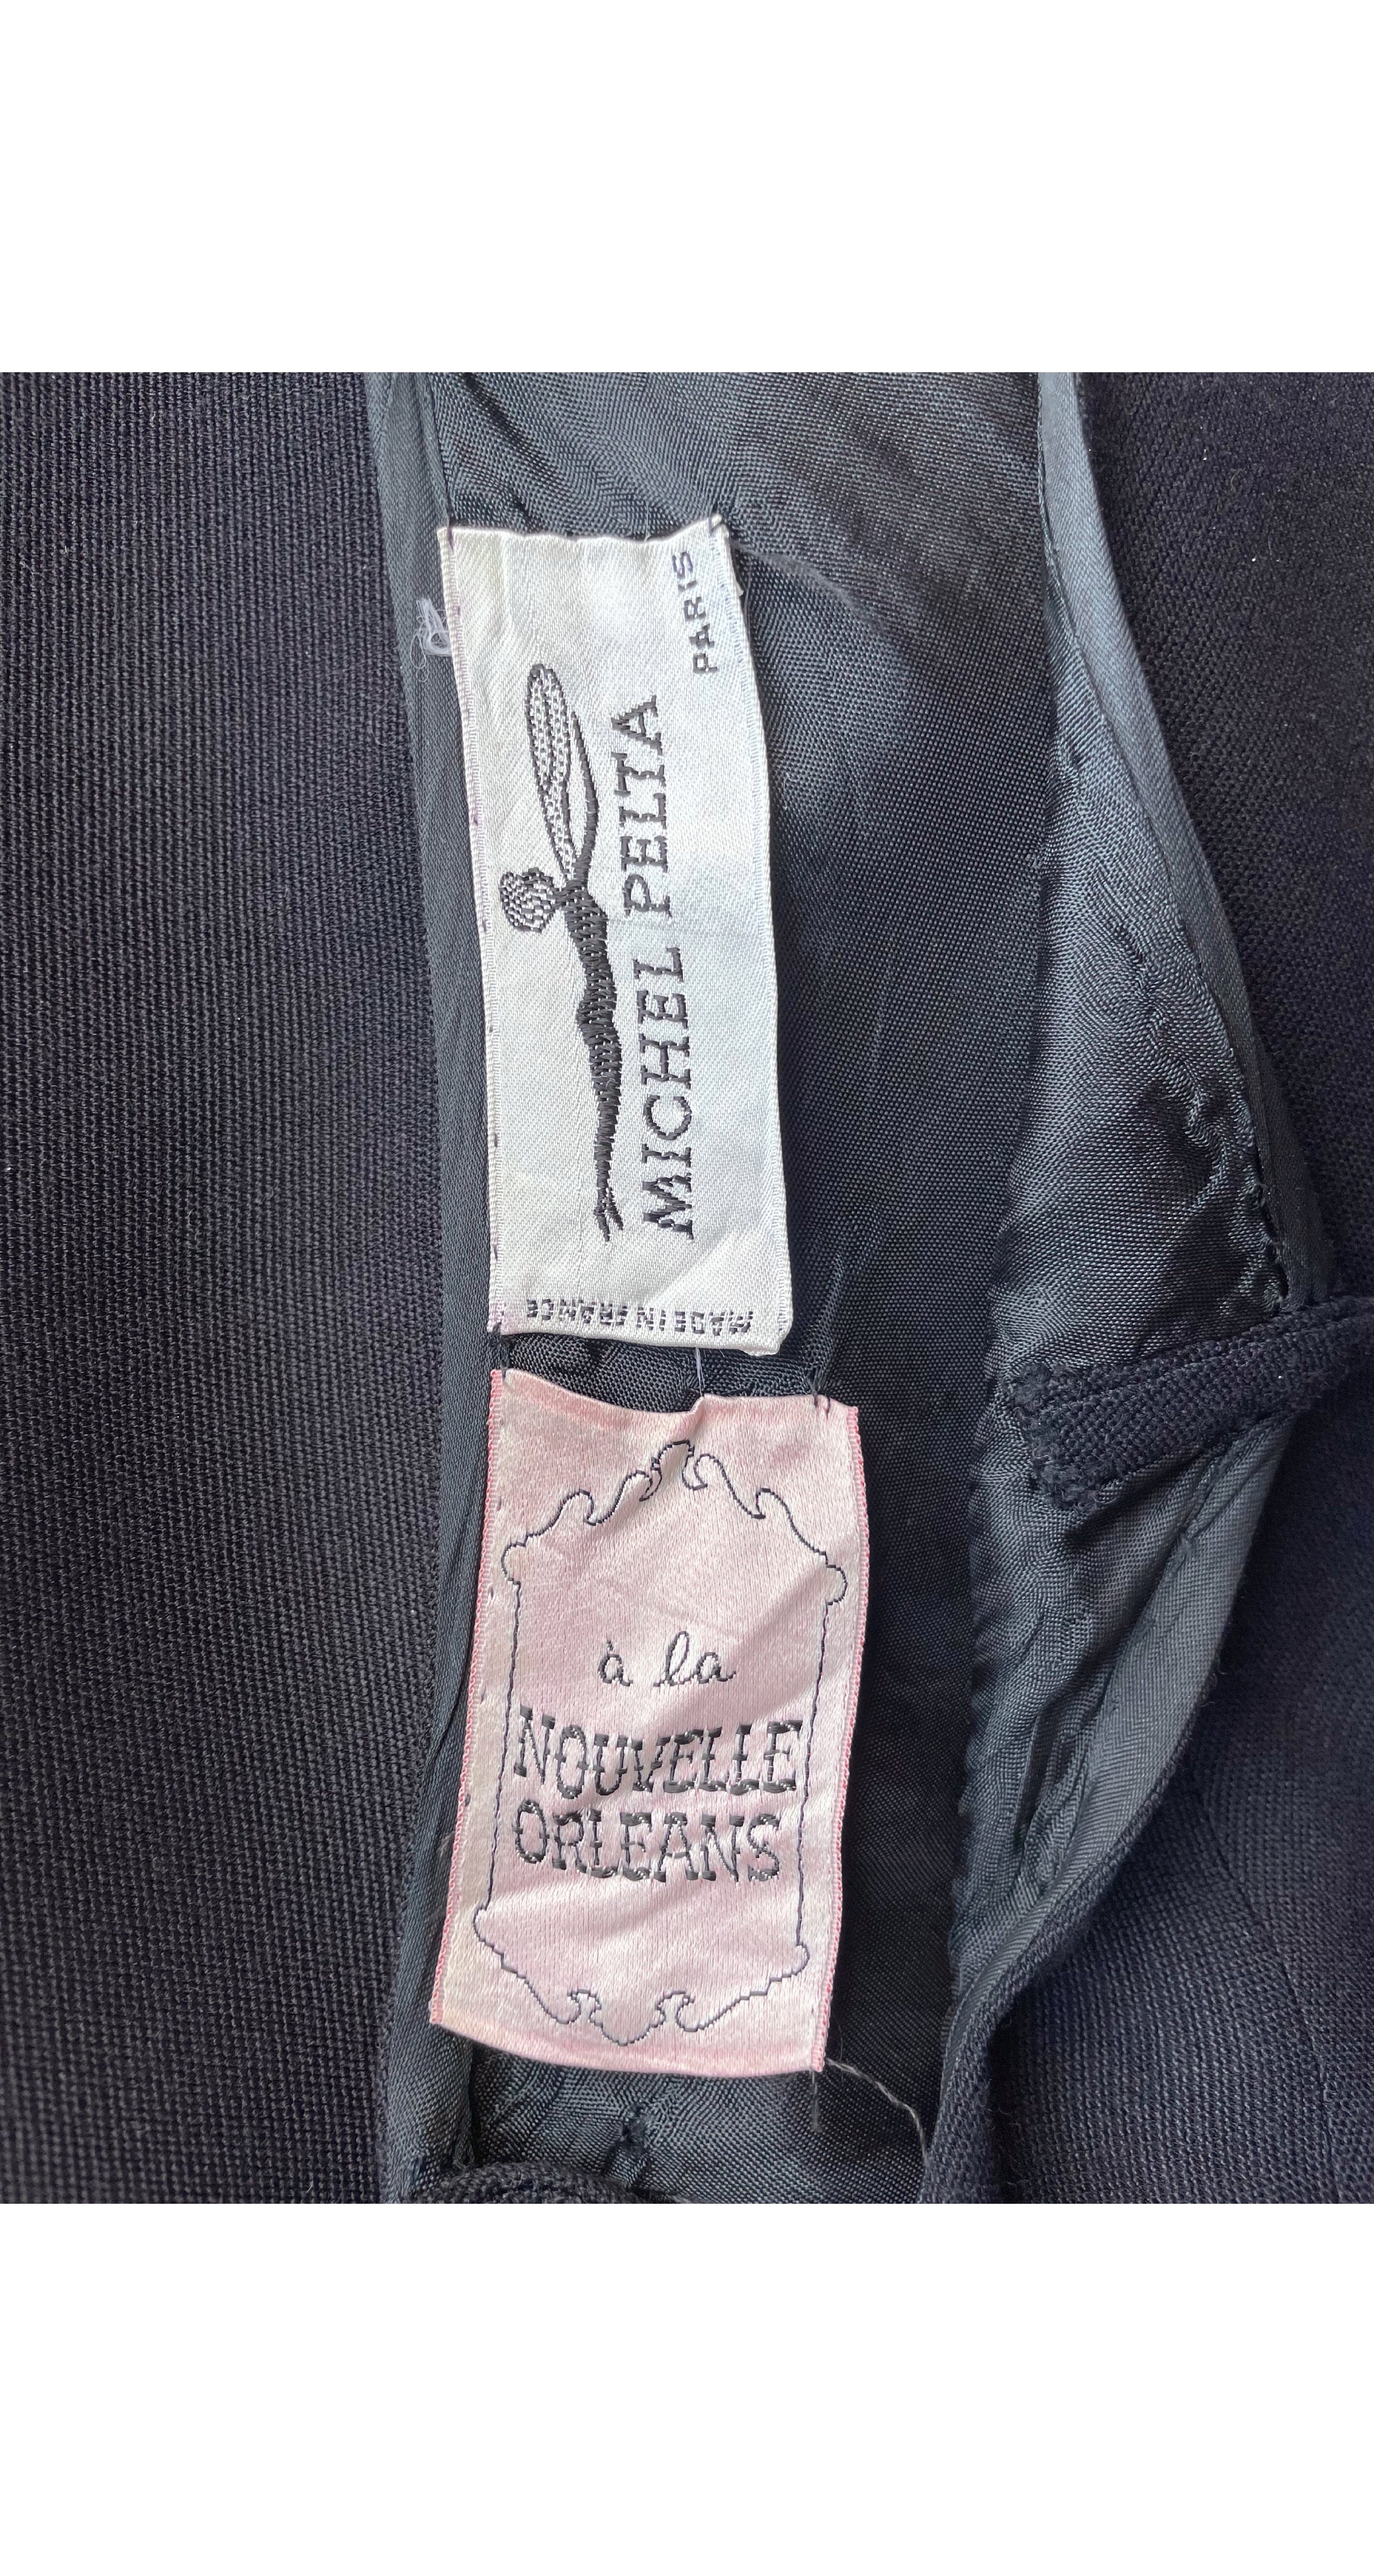 MICHEL PELTA
PARIS
MADE IN FRANCE
à la
NOUVELLE
ORLEANS